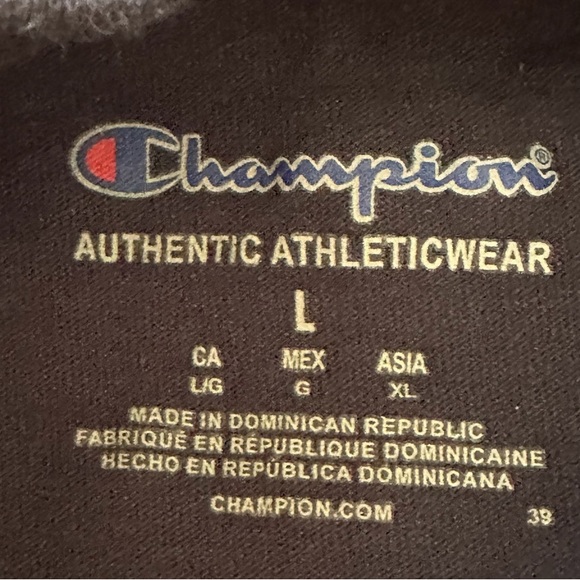 Champion®
AUTHENTIC ATHLETICWEAR
L
CA MEX ASIA
L/G G XL
MADE IN DOMINICAN REPUBLIC
FABRIQUÉ EN RÉPUBLIQUE DOMINICAINE
HECHO EN REPÚBLICA DOMINICANA
CHAMPION.COM 39